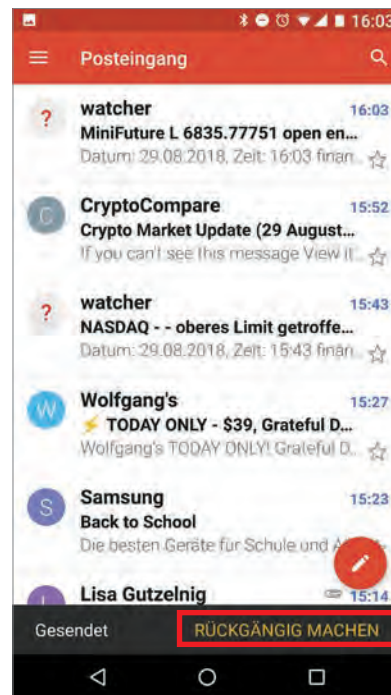 16:03
Posteingang
? watcher 16:03
MiniFuture L 6835.77751 open en...
Datum: 29.08.2018, Zeit: 16:03 finan..
C CryptoCompare 15:52
Crypto Market Update (29 August...
If you can't see this message View it..
? watcher 15:43
NASDAQ - - oberes Limit getroffe...
Datum: 29.08.2018, Zeit: 15:43 finan..
W Wolfgang's 15:27
⚡ TODAY ONLY - $39, Grateful D...
Wolfgang's TODAY ONLY! Grateful D..
S Samsung 15:23
Back to School
Die besten Geräte für Schule und
L Lisa Gutzelnig 15:14
Gesendet RÜCKGÄNGIG MACHEN